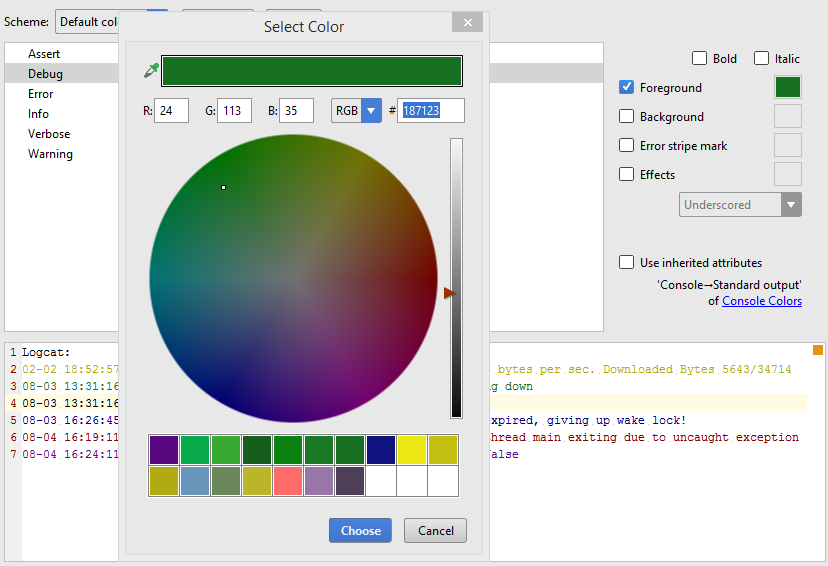 Select Color
Scheme: Default
Assert
Debug
Error
Info
Verbose
Warning
R: 24 G: 113 B: 35 RGB # 187123
Bold Italic
Foreground
Background
Error stripe mark
Effects
Underscored
Use inherited attributes
'Console→Standard output'
of Console Colors
1 Logcat:
2 02-02 18:52:57 bytes per sec. Downloaded Bytes 5643/34714
3 08-03 13:31:16 down
4 08-03 13:31:16
5 08-03 16:26:45 xpired, giving up wake lock!
6 08-04 16:19:11 hread main exiting due to uncaught exception
7 08-04 16:24:11 alse
Choose Cancel